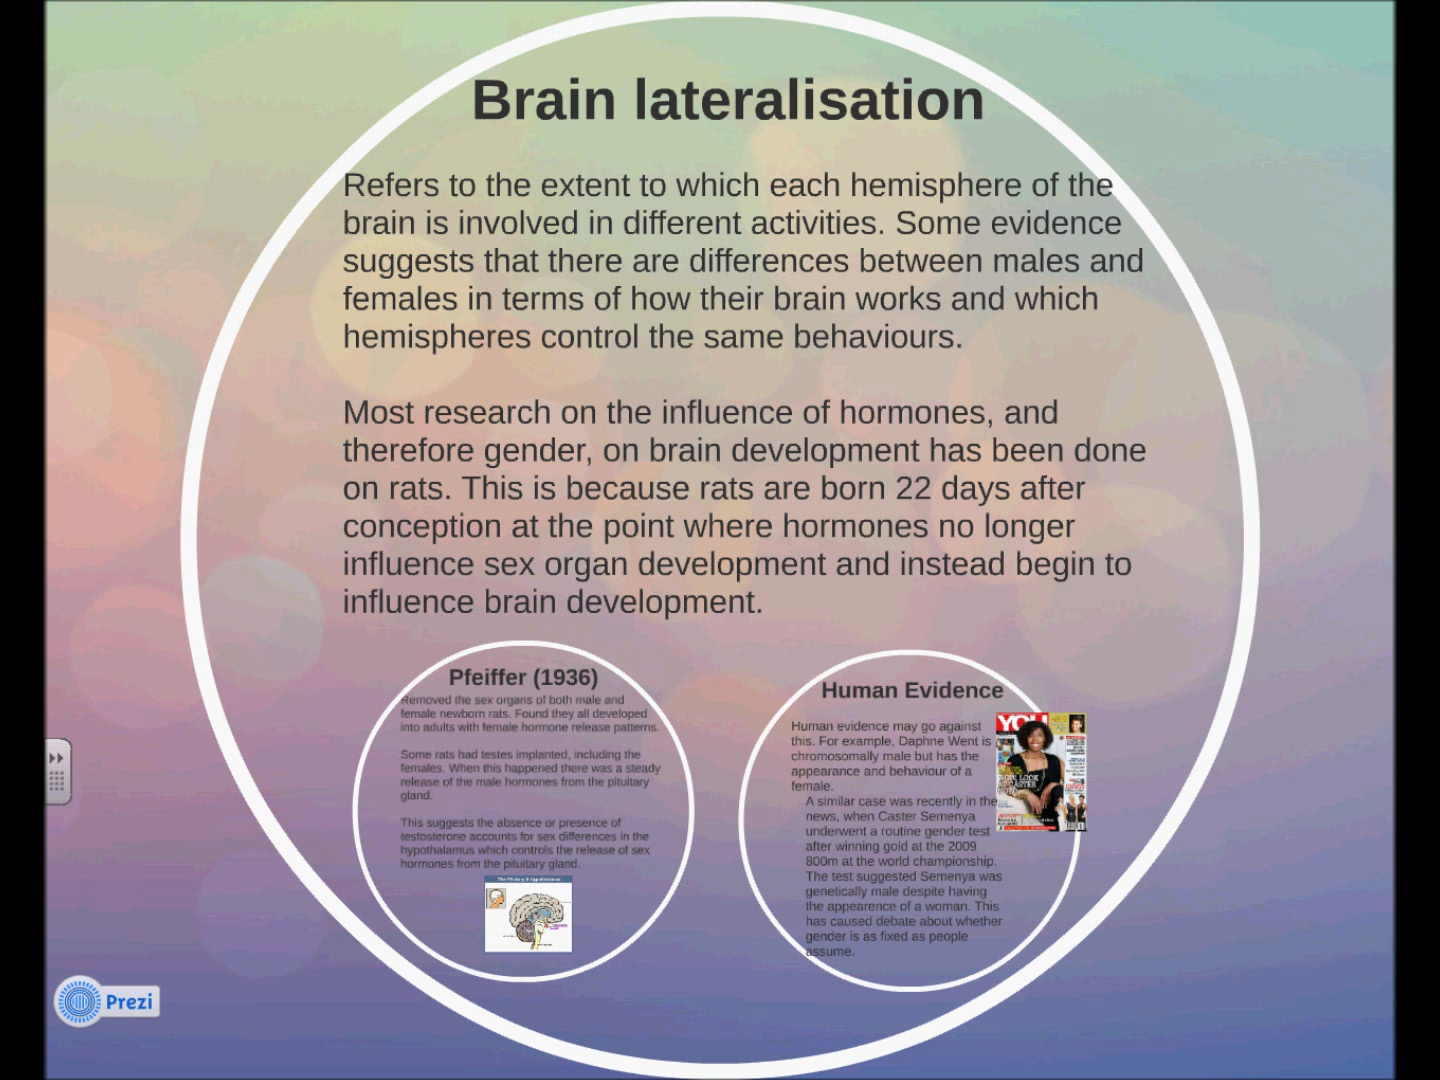 Brain lateralisation
Refers to the extent to which each hemisphere of the
brain is involved in different activities. Some evidence
suggests that there are differences between males and
females in terms of how their brain works and which
hemispheres control the same behaviours.
Most research on the influence of hormones, and
therefore gender, on brain development has been done
on rats. This is because rats are born 22 days after
conception at the point where hormones no longer
influence sex organ development and instead begin to
influence brain development.
Pfeiffer (1936)
Removed the sex organs of both male and
female newborn rats. Found they all developed
into adults with female hormone release patterns.
Some rats had testes implanted, including the
females. When this happened there was a steady
release of the male hormones from the pituitary
gland.
This suggests the absence or presence of
testosterone accounts for sex differences in the
hypothalamus which controls the release of sex
hormones from the pituitary gland.
The Pituitary & Hypothalamus
Human Evidence
Human evidence may go against
this. For example, Daphne Went is
chromosomally male but has the
appearance and behaviour of a
female.
A similar case was recently in the
news, when Caster Semenya
underwent a routine gender test
after winning gold at the 2009
800m at the world championship.
The test suggested Semenya was
genetically male despite having
the appearence of a woman. This
has caused debate about whether
gender is as fixed as people
assume.
YOU
Prezi